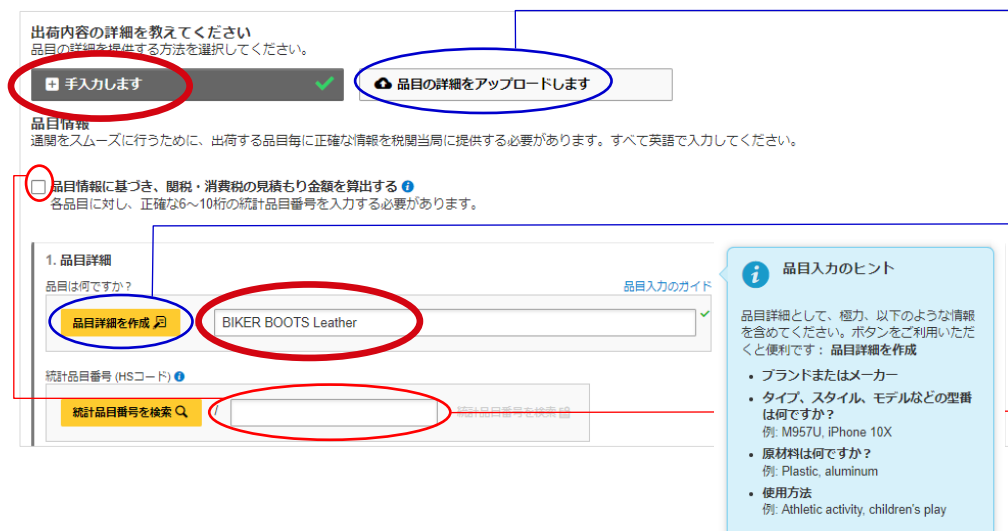 出荷内容の詳細を教えてください
品目の詳細を提供する方法を選択してください。
手入力します
品目の詳細をアップロードします
品目情報
通関をスムーズに行うために、出荷する品目毎に正確な情報を税関当局に提供する必要があります。すべて英語で入力してください。
品目情報に基づき、関税・消費税の見積もり金額を算出する
各品目に対し、正確な6～10桁の統計品目番号を入力する必要があります。
1. 品目詳細
品目は何ですか？
品目入力のガイド
品目詳細を作成
BIKER BOOTS Leather
統計品目番号 (HSコード)
統計品目番号を検索
/
統計品目番号を検索
品目入力のヒント
品目詳細として、極力、以下のような情報
を含めてください。ボタンをご利用いただ
くと便利です： 品目詳細を作成
• ブランドまたはメーカー
• タイプ、スタイル、モデルなどの型番
は何ですか？
例: M957U, iPhone 10X
• 原材料は何ですか？
例: Plastic, aluminum
• 使用方法
例: Athletic activity, children's play